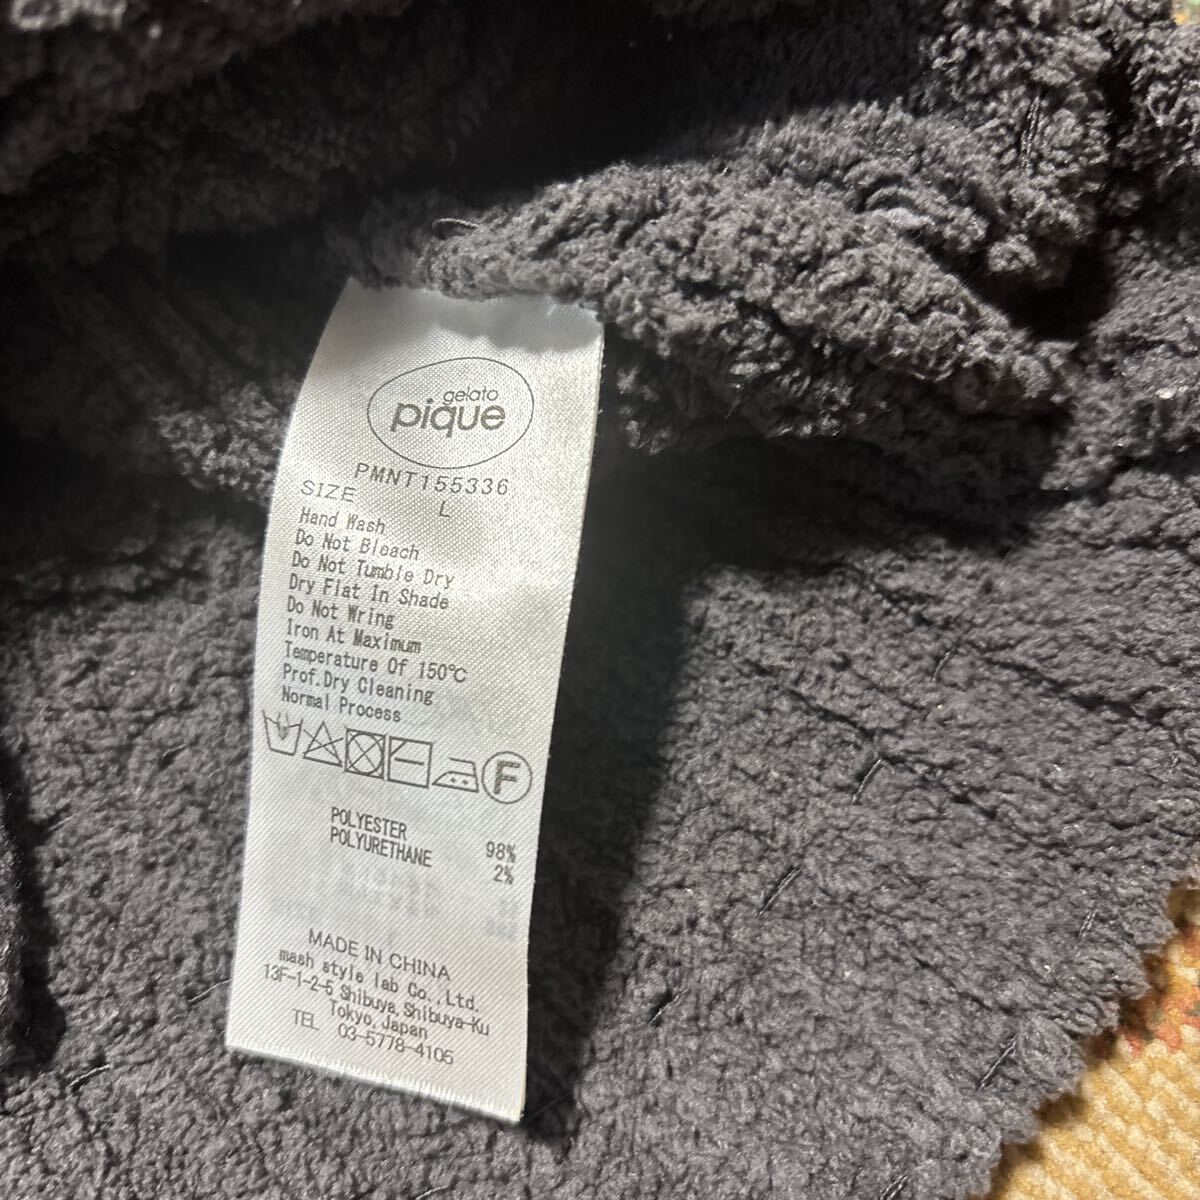 gelato
pique
PMNT155336
SIZE
L
Hand Wash
Do Not Bleach
Do Not Tumble Dry
Dry Flat In Shade
Do Not Wring
Iron At Maximum
Temperature Of 150℃
Prof.Dry Cleaning
Normal Process
F
POLYESTER 98%
POLYURETHANE 2%
MADE IN CHINA
mash style lab Co.,Ltd.
13F-1-2-5 Shibuya,Shibuya-Ku
Tokyo,Japan
TEL 03-5778-4105